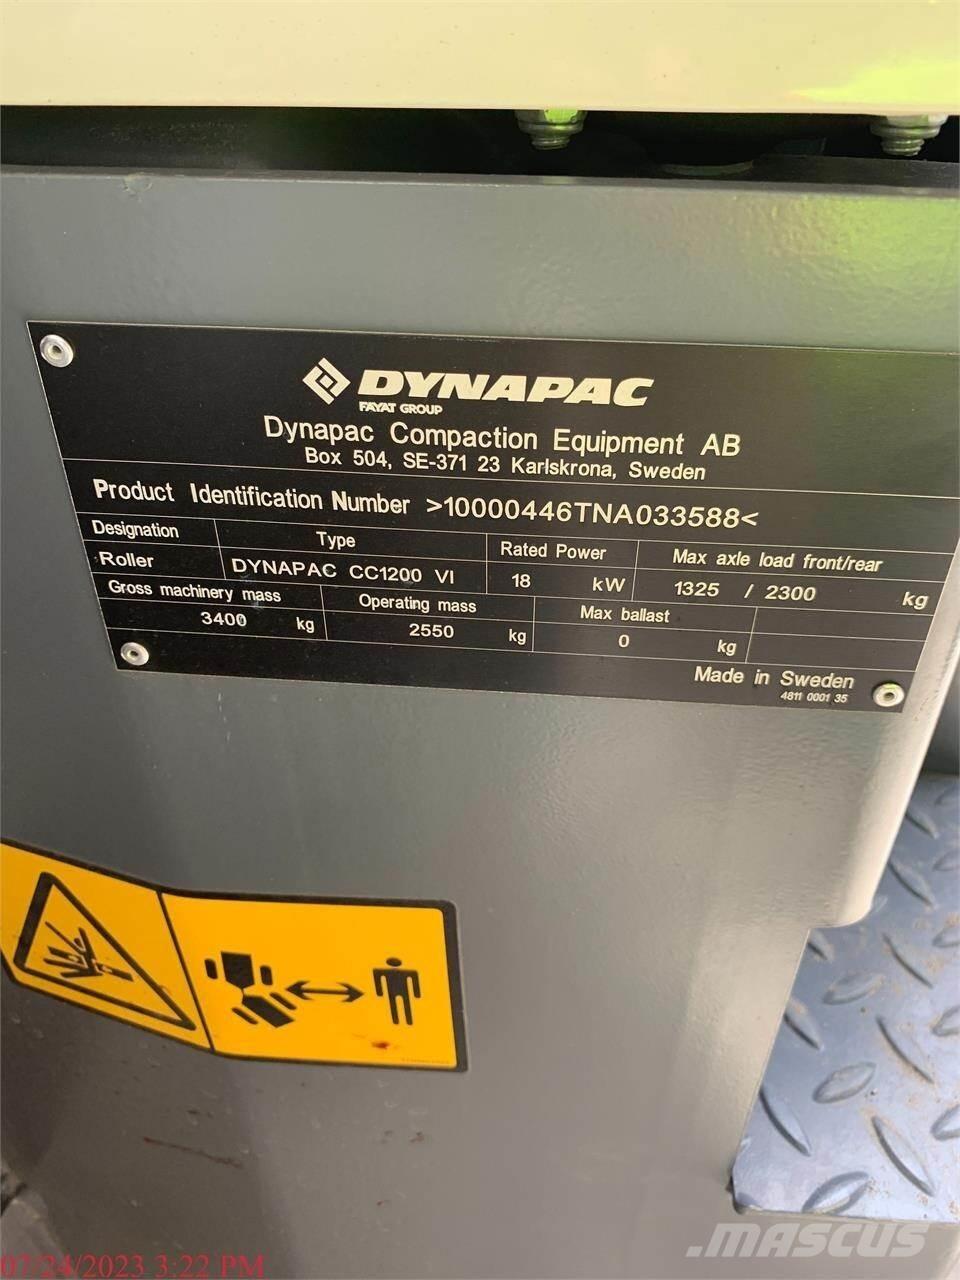 DYNAPAC
FAYAT GROUP
Dynapac Compaction Equipment AB
Box 504, SE-371 23 Karlskrona, Sweden
Product Identification Number >10000446TNA033588<
Designation Type Rated Power Max axle load front/rear
Roller DYNAPAC CC1200 VI 18 kW 1325 / 2300 kg
Gross machinery mass Operating mass Max ballast
3400 kg 2550 kg 0 kg
Made in Sweden
4811 0001 35
07/24/2023 3:22 PM
MASCUS